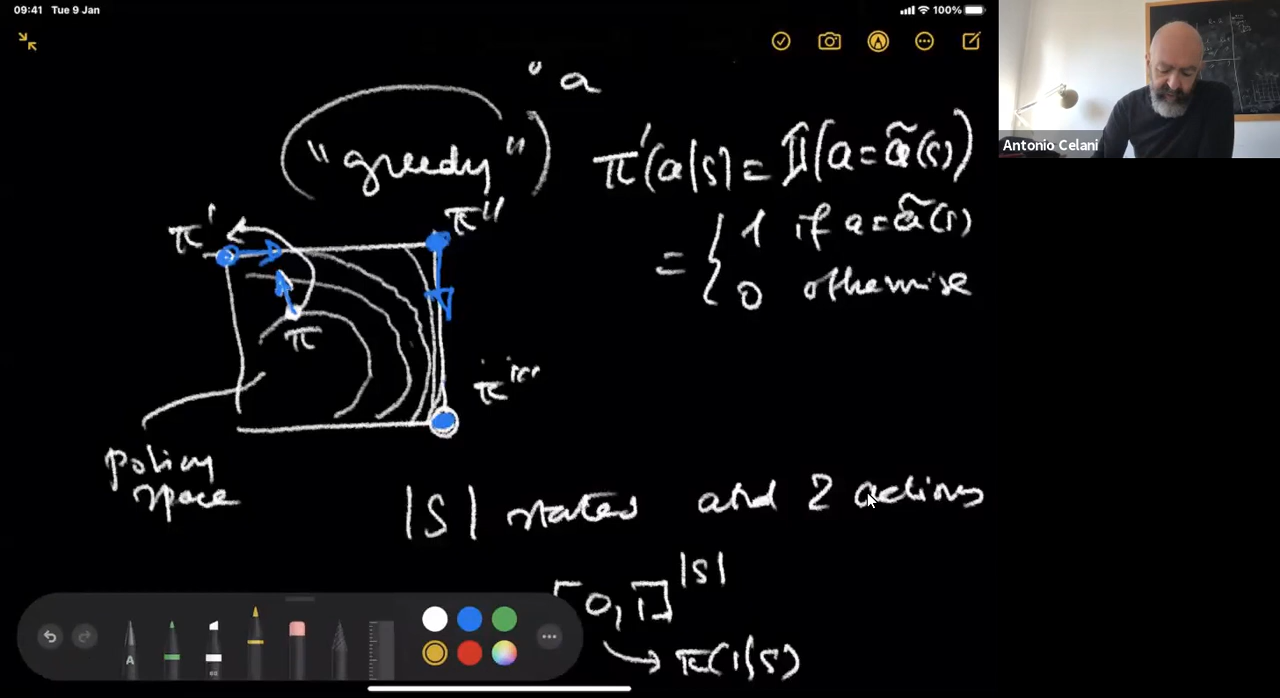 09:41 Tue 9 Jan
100%
" a
("greedy")
π'(a|s) = 𝕀(a = ã(s))
= { 1 if a = ã(s)
0 otherwise
π'
π''
π
π'''
policy
space
|S| states and 2 actions
[0,1]^|S|
→ π(1|s)
A
Antonio Celani